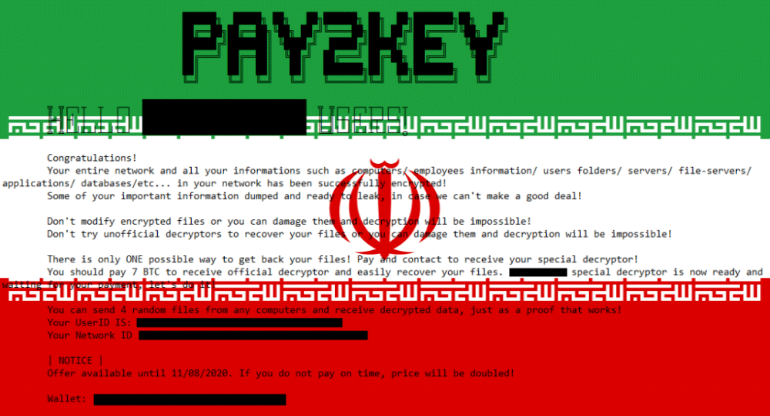 PAY2KEY
HELLO USERS!
Congratulations!
Your entire network and all your informations such as computers/ employees information/ users folders/ servers/ file-servers/
applications/ databases/etc... in your network has been successfully encrypted!
Some of your important information dumped and ready to leak, in case we can't make a good deal!
Don't modify encrypted files or you can damage them and decryption will be impossible!
Don't try unofficial decryptors to recover your files or you can damage them and decryption will be impossible!
There is only ONE possible way to get back your files! Pay and contact to receive your special decryptor!
You should pay 7 BTC to receive official decryptor and easily recover your files. special decryptor is now ready and
waiting for your payment, let's do it!
You can send 4 random files from any computers and receive decrypted data, just as a proof that works!
Your UserID IS:
Your Network ID
[ NOTICE ]
Offer available until 11/08/2020. If you do not pay on time, price will be doubled!
Wallet: